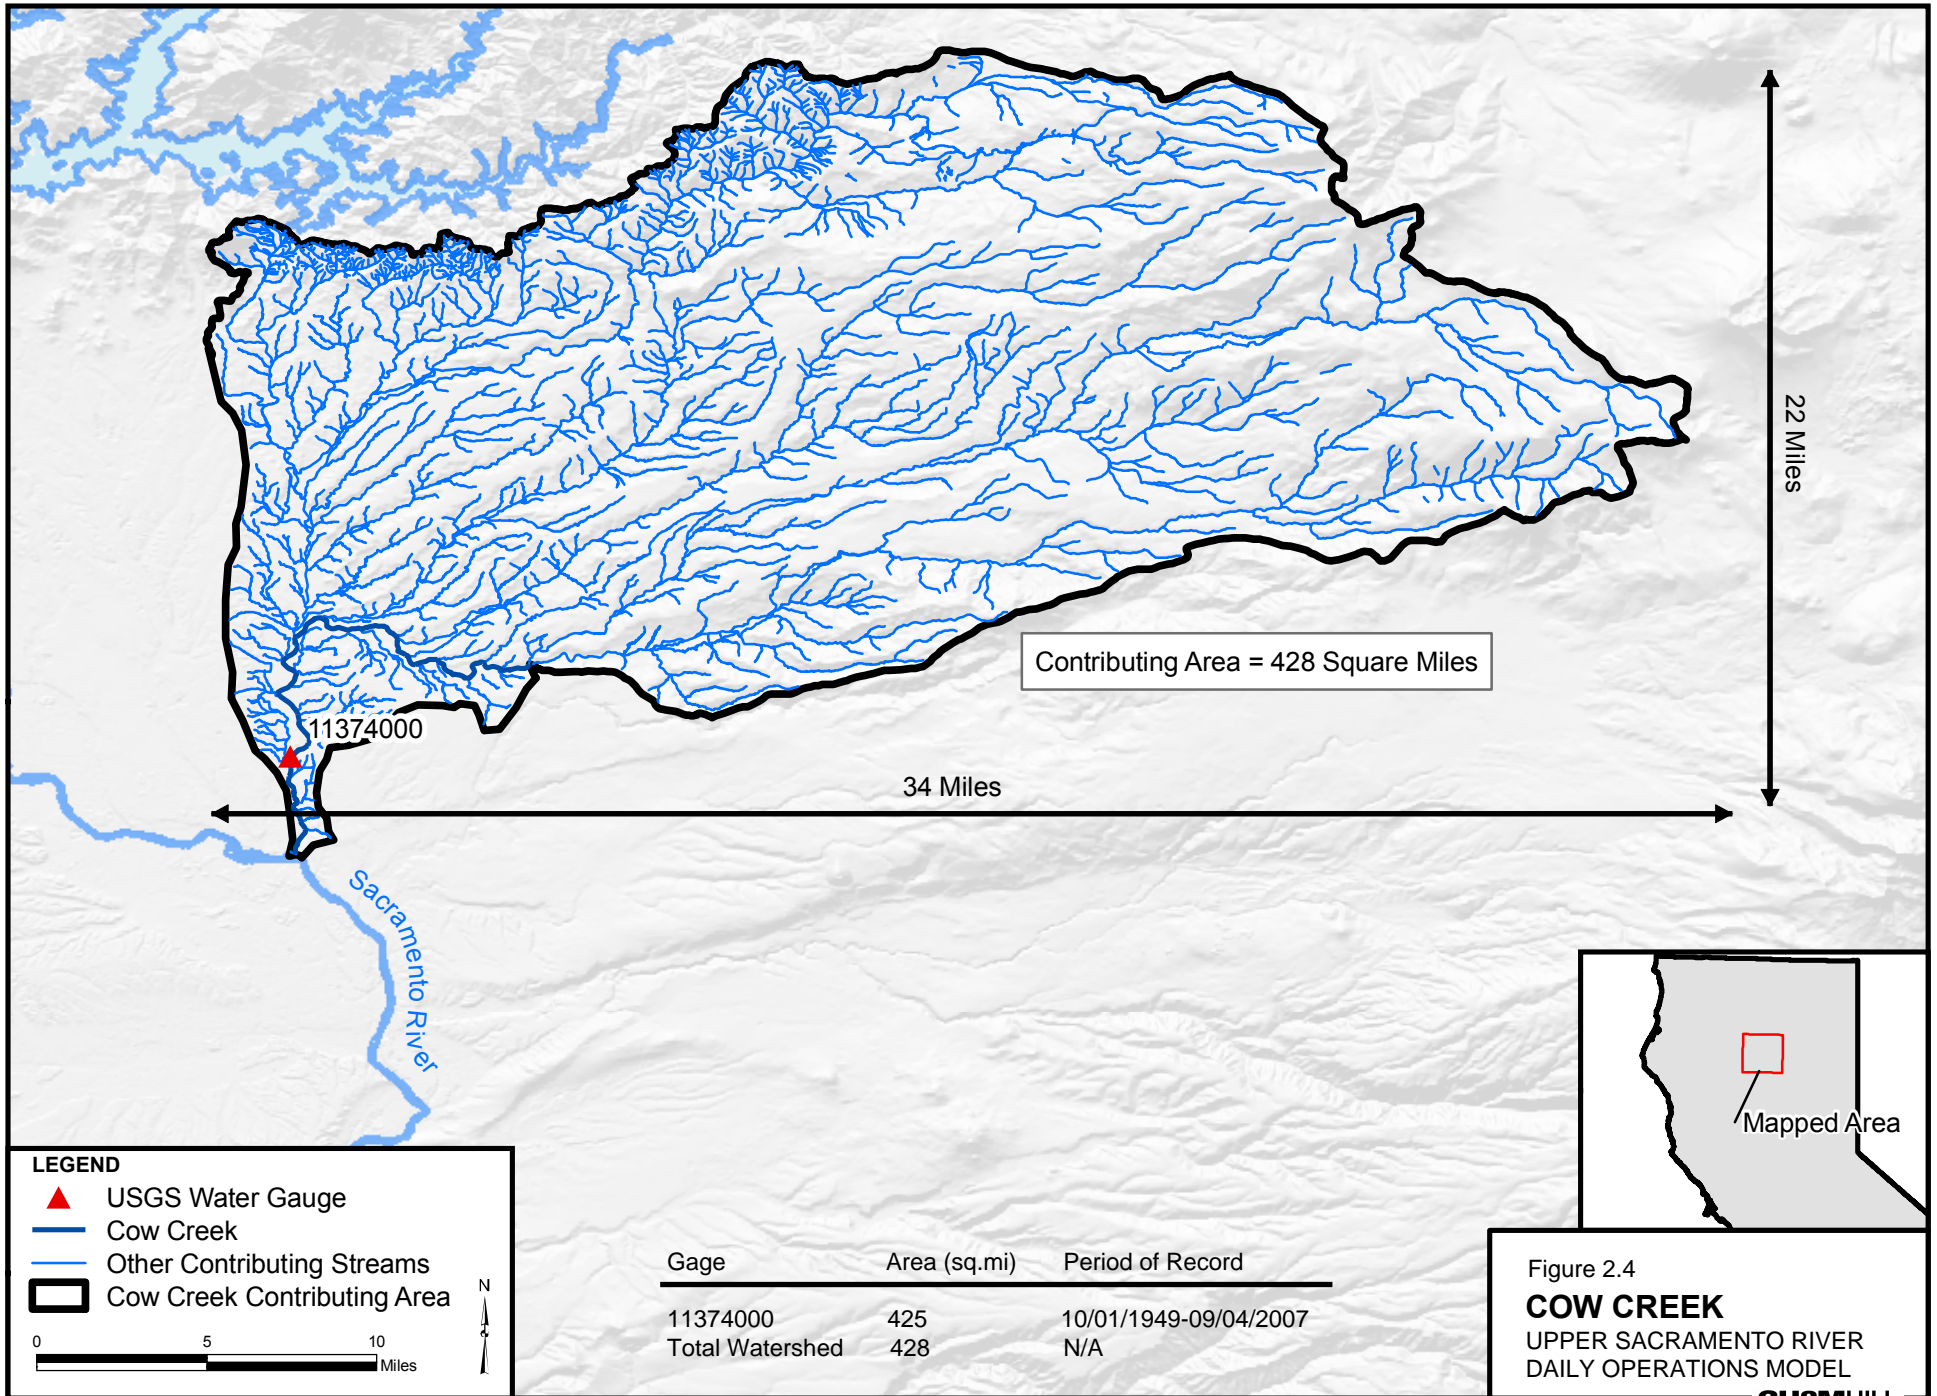 22 Miles
Contributing Area = 428 Square Miles
11374000
34 Miles
Sacramento River
Mapped Area
LEGEND
USGS Water Gauge
Cow Creek
Other Contributing Streams
Cow Creek Contributing Area
N
0 5 10
Miles
Gage Area (sq.mi) Period of Record
11374000 425 10/01/1949-09/04/2007
Total Watershed 428 N/A
Figure 2.4
COW CREEK
UPPER SACRAMENTO RIVER
DAILY OPERATIONS MODEL